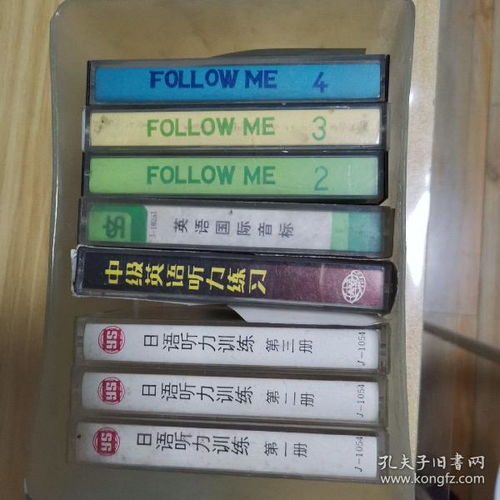 FOLLOW ME 4
FOLLOW ME 3
FOLLOW ME 2
英语国际音标
中级英语听力练习
日语听力训练 第三册 J-1054
日语听力训练 第二册 J-1054
日语听力训练 第一册 J-1054
孔夫子旧书网
www.kongfz.com